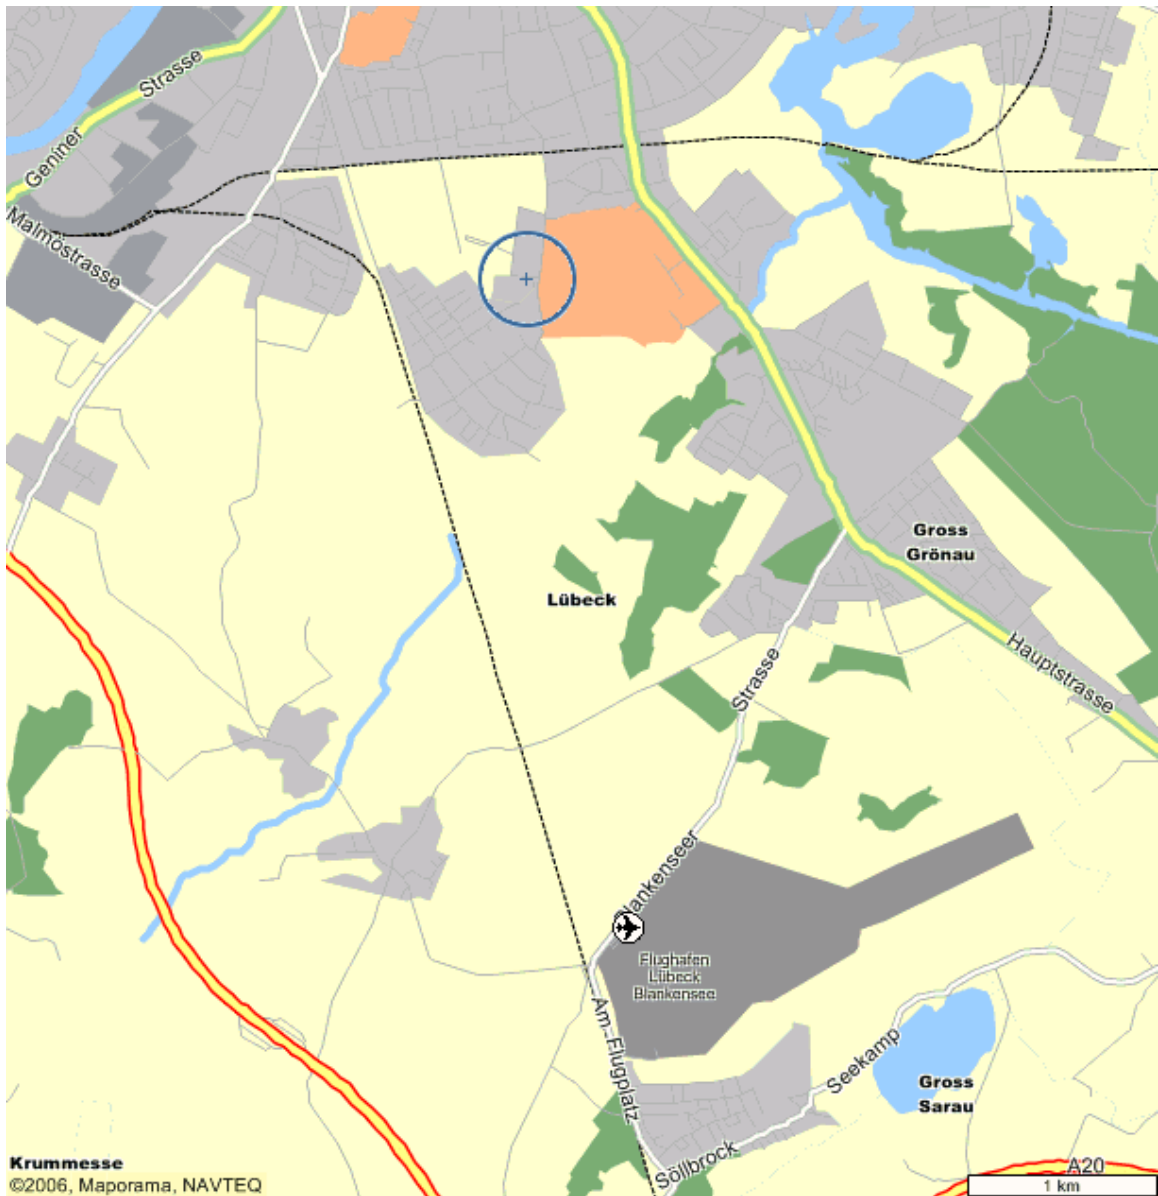 Strasse
Geniner
Malmöstrasse
Gross
Grönau
Lübeck
Hauptstrasse
Strasse
Blankenseer
Flughafen
Lübeck
Blankensee
Am-Flugplatz
Seekamp
Gross
Sarau
Söllbrock
Krummesse
©2006, Maporama, NAVTEQ
A20
1 km